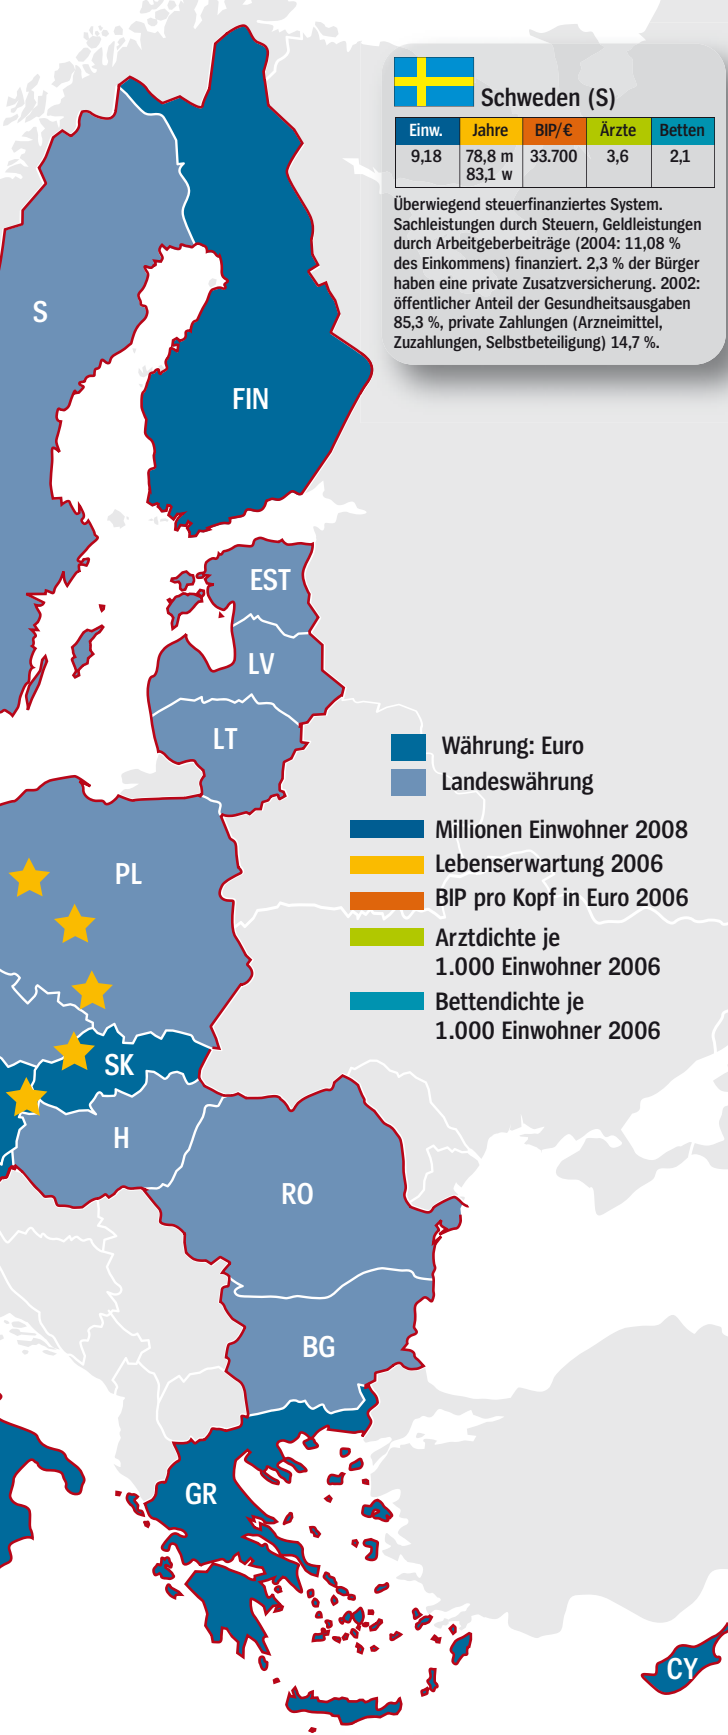 Schweden (S)
Einw. Jahre BIP/€ Ärzte Betten
9,18 78,8 m 33.700 3,6 2,1
83,1 w
Überwiegend steuerfinanziertes System.
Sachleistungen durch Steuern, Geldleistungen
durch Arbeitgeberbeiträge (2004: 11,08 %
des Einkommens) finanziert. 2,3 % der Bürger
haben eine private Zusatzversicherung. 2002:
öffentlicher Anteil der Gesundheitsausgaben
85,3 %, private Zahlungen (Arzneimittel,
Zuzahlungen, Selbstbeteiligung) 14,7 %.
S
FIN
EST
LV
LT
Währung: Euro
Landeswährung
Millionen Einwohner 2008
Lebenserwartung 2006
BIP pro Kopf in Euro 2006
Arztdichte je
1.000 Einwohner 2006
Bettendichte je
1.000 Einwohner 2006
PL
SK
H
RO
BG
GR
CY